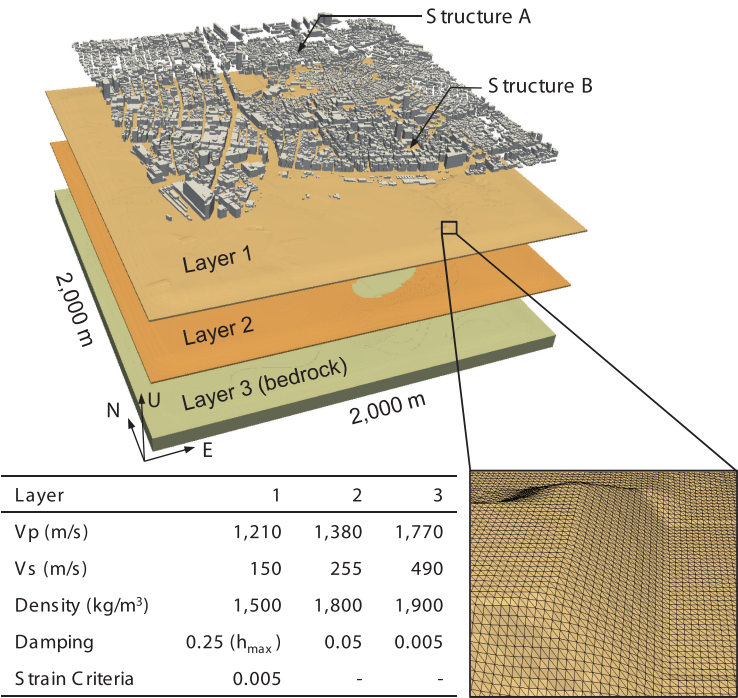 Structure A
Structure B
Layer 1
Layer 2
Layer 3 (bedrock)
2,000 m
2,000 m
N
U
E
Layer 1 2 3
Vp (m/s) 1,210 1,380 1,770
Vs (m/s) 150 255 490
Density (kg/m³) 1,500 1,800 1,900
Damping 0.25 (hmax) 0.05 0.005
Strain Criteria 0.005 - -